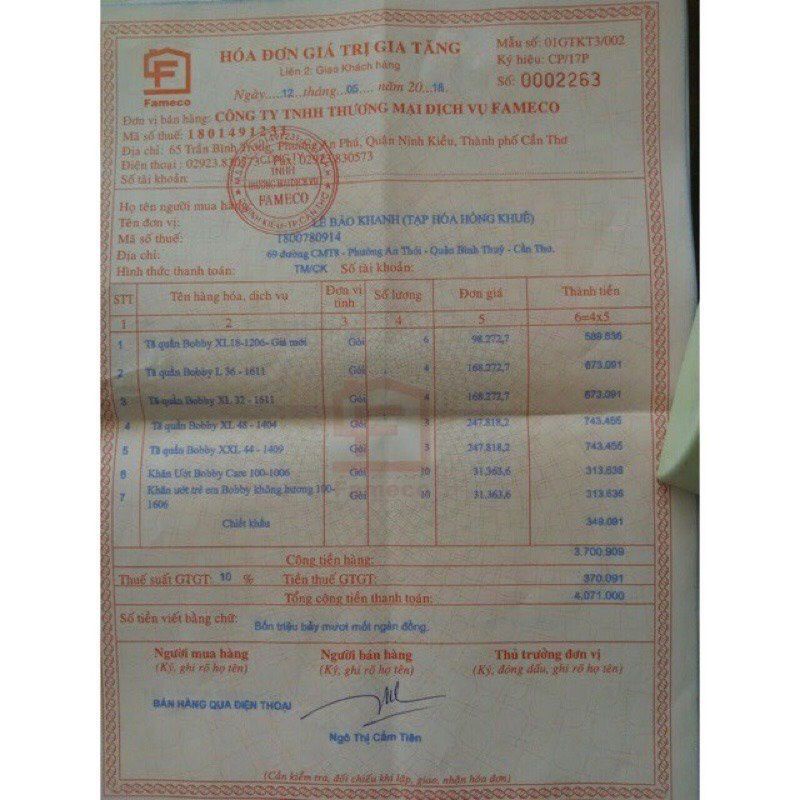 HÓA ĐƠN GIÁ TRỊ GIA TĂNG
Liên 2: Giao Khách hàng
Ngày....12...tháng...05....năm 20.18.
Mẫu số: 01GTKT3/002
Ký hiệu: CP/17P
Số: 0002263
Fameco
Đơn vị bán hàng: CÔNG TY TNHH THƯƠNG MẠI DỊCH VỤ FAMECO
Mã số thuế: 1801491231
Địa chỉ: 65 Trần Bình Trọng, Phường An Phú, Quận Ninh Kiều, Thành phố Cần Thơ
Điện thoại: 02923.830573 Fax: 02923.830573
Số tài khoản:
TNHH
THƯƠNG MẠI DỊCH VỤ
FAMECO
Họ tên người mua hàng:
Tên đơn vị: LÊ BẢO KHANH (TẠP HÓA HỒNG KHUÊ)
Mã số thuế: 1800780914
Địa chỉ: 69 đường CMT8 - Phường An Thới - Quận Bình Thuỷ - Cần Thơ.
Hình thức thanh toán: TM/CK Số tài khoản:
STT Tên hàng hóa, dịch vụ Đơn vị tính Số lượng Đơn giá Thành tiền
1 2 3 4 5 6=4x5
1 Tã quần Bobby XL18-1206- Giá mới Gói 6 98.272,7 589.636
2 Tã quần Bobby L 36 - 1611 Gói 4 168.272,7 673.091
3 Tã quần Bobby XL 32 - 1611 Gói 4 168.272,7 673.091
4 Tã quần Bobby XL 48 - 1404 Gói 3 247.818,2 743.455
5 Tã quần Bobby XXL 44 - 1409 Gói 3 247.818,2 743.455
6 Khăn Ướt Bobby Care 100-1006 Gói 10 31.363,6 313.636
7 Khăn ướt trẻ em Bobby không hương 100-
1606 Gói 10 31.363,6 313.636
Chiết khấu 349.091
Fameco
Cộng tiền hàng: 3.700.909
Thuế suất GTGT: 10 % Tiền thuế GTGT: 370.091
Tổng cộng tiền thanh toán: 4.071.000
Số tiền viết bằng chữ: Bốn triệu bảy mươi mốt ngàn đồng.
Người mua hàng Người bán hàng Thủ trưởng đơn vị
(Ký, ghi rõ họ tên) (Ký, ghi rõ họ tên) (Ký, đóng dấu, ghi rõ họ tên)
BÁN HÀNG QUA ĐIỆN THOẠI
Ngô Thị Cẩm Tiên
(Cần kiểm tra, đối chiếu khi lập, giao, nhận hóa đơn)